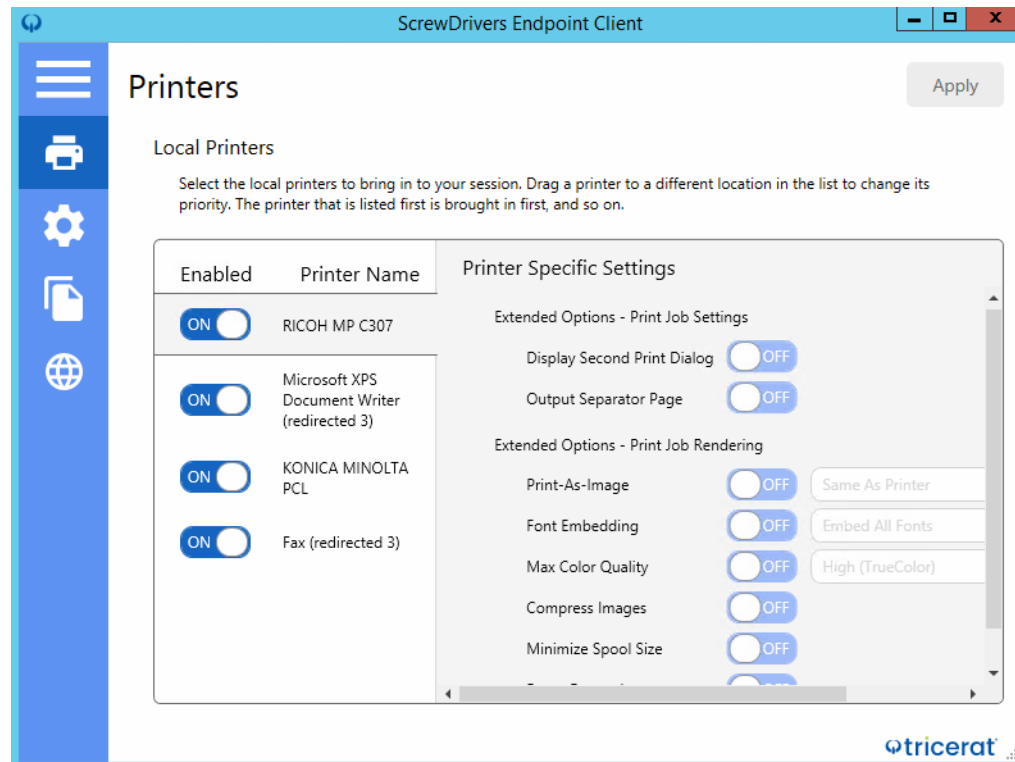 ScrewDrivers Endpoint Client
Printers
Apply
Local Printers
Select the local printers to bring in to your session. Drag a printer to a different location in the list to change its
priority. The printer that is listed first is brought in first, and so on.
Enabled
Printer Name
ON
RICOH MP C307
ON
Microsoft XPS
Document Writer
(redirected 3)
ON
KONICA MINOLTA
PCL
ON
Fax (redirected 3)
Printer Specific Settings
Extended Options - Print Job Settings
Display Second Print Dialog
OFF
Output Separator Page
OFF
Extended Options - Print Job Rendering
Print-As-Image
OFF
Same As Printer
Font Embedding
OFF
Embed All Fonts
Max Color Quality
OFF
High (TrueColor)
Compress Images
OFF
Minimize Spool Size
OFF
tricerat